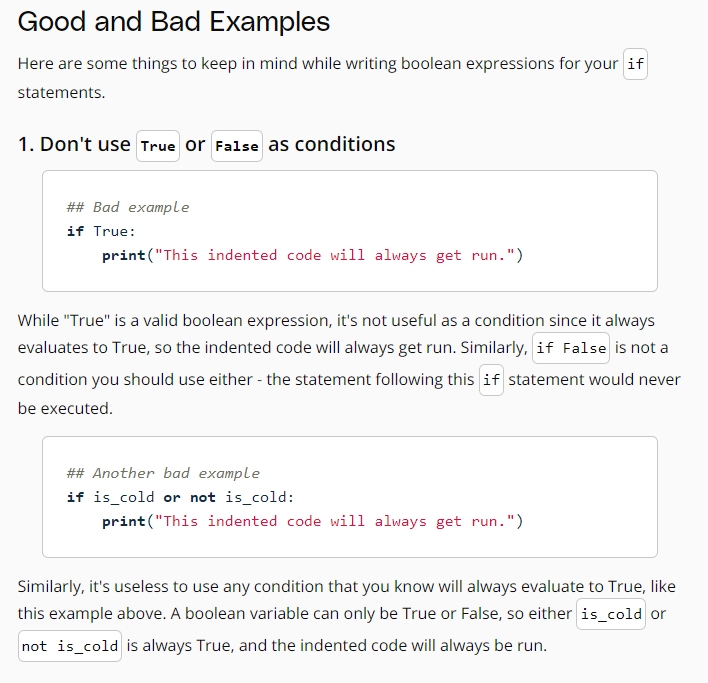 Good and Bad Examples
Here are some things to keep in mind while writing boolean expressions for your if
statements.
1. Don't use True or False as conditions
## Bad example
if True:
    print("This indented code will always get run.")
While "True" is a valid boolean expression, it's not useful as a condition since it always
evaluates to True, so the indented code will always get run. Similarly, if False is not a
condition you should use either - the statement following this if statement would never
be executed.
## Another bad example
if is_cold or not is_cold:
    print("This indented code will always get run.")
Similarly, it's useless to use any condition that you know will always evaluate to True, like
this example above. A boolean variable can only be True or False, so either is_cold or
not is_cold is always True, and the indented code will always be run.